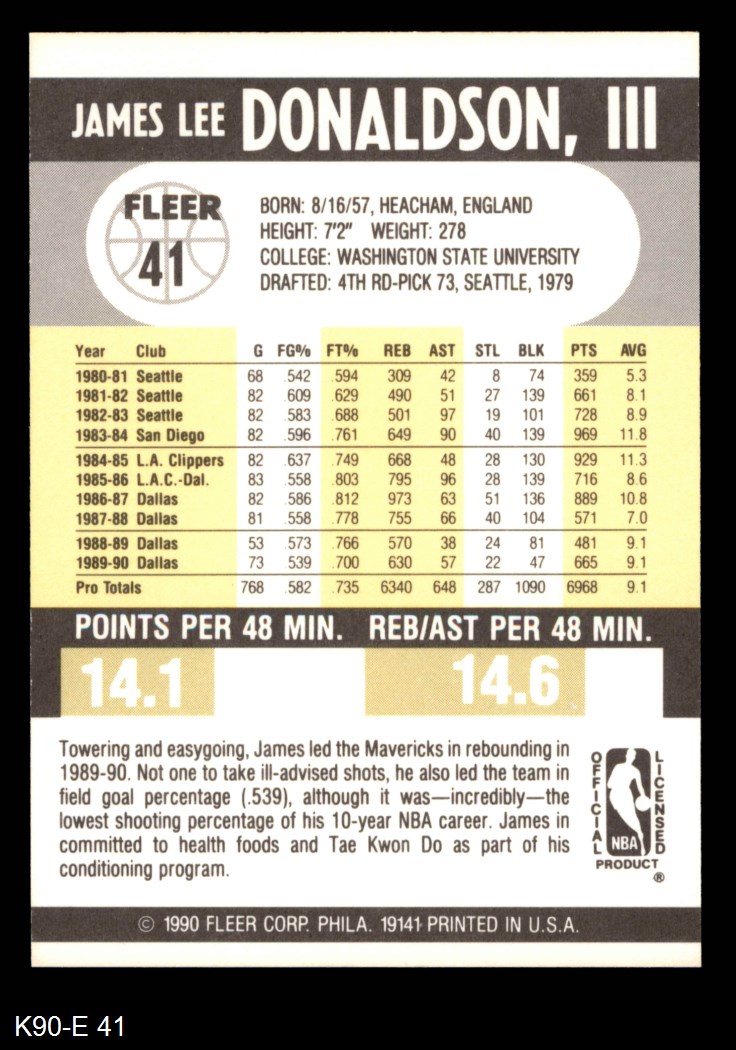 JAMES LEE DONALDSON, III
FLEER
41
BORN: 8/16/57, HEACHAM, ENGLAND
HEIGHT: 7'2" WEIGHT: 278
COLLEGE: WASHINGTON STATE UNIVERSITY
DRAFTED: 4TH RD-PICK 73, SEATTLE, 1979
Year Club G FG% FT% REB AST STL BLK PTS AVG
1980-81 Seattle 68 .542 .594 309 42 8 74 359 5.3
1981-82 Seattle 82 .609 .629 490 51 27 139 661 8.1
1982-83 Seattle 82 .583 .688 501 97 19 101 728 8.9
1983-84 San Diego 82 .596 .761 649 90 40 139 969 11.8
1984-85 L.A. Clippers 82 .637 .749 668 48 28 130 929 11.3
1985-86 L.A.C.-Dal. 83 .558 .803 795 96 28 139 716 8.6
1986-87 Dallas 82 .586 .812 973 63 51 136 889 10.8
1987-88 Dallas 81 .558 .778 755 66 40 104 571 7.0
1988-89 Dallas 53 .573 .766 570 38 24 81 481 9.1
1989-90 Dallas 73 .539 .700 630 57 22 47 665 9.1
Pro Totals 768 .582 .735 6340 648 287 1090 6968 9.1
POINTS PER 48 MIN. REB/AST PER 48 MIN.
14.1 14.6
Towering and easygoing, James led the Mavericks in rebounding in
1989-90. Not one to take ill-advised shots, he also led the team in
field goal percentage (.539), although it was—incredibly—the
lowest shooting percentage of his 10-year NBA career. James in
committed to health foods and Tae Kwon Do as part of his
conditioning program.
OFFICIAL LICENSED
NBA
PRODUCT
®
© 1990 FLEER CORP. PHILA. 19141 PRINTED IN U.S.A.
K90-E 41